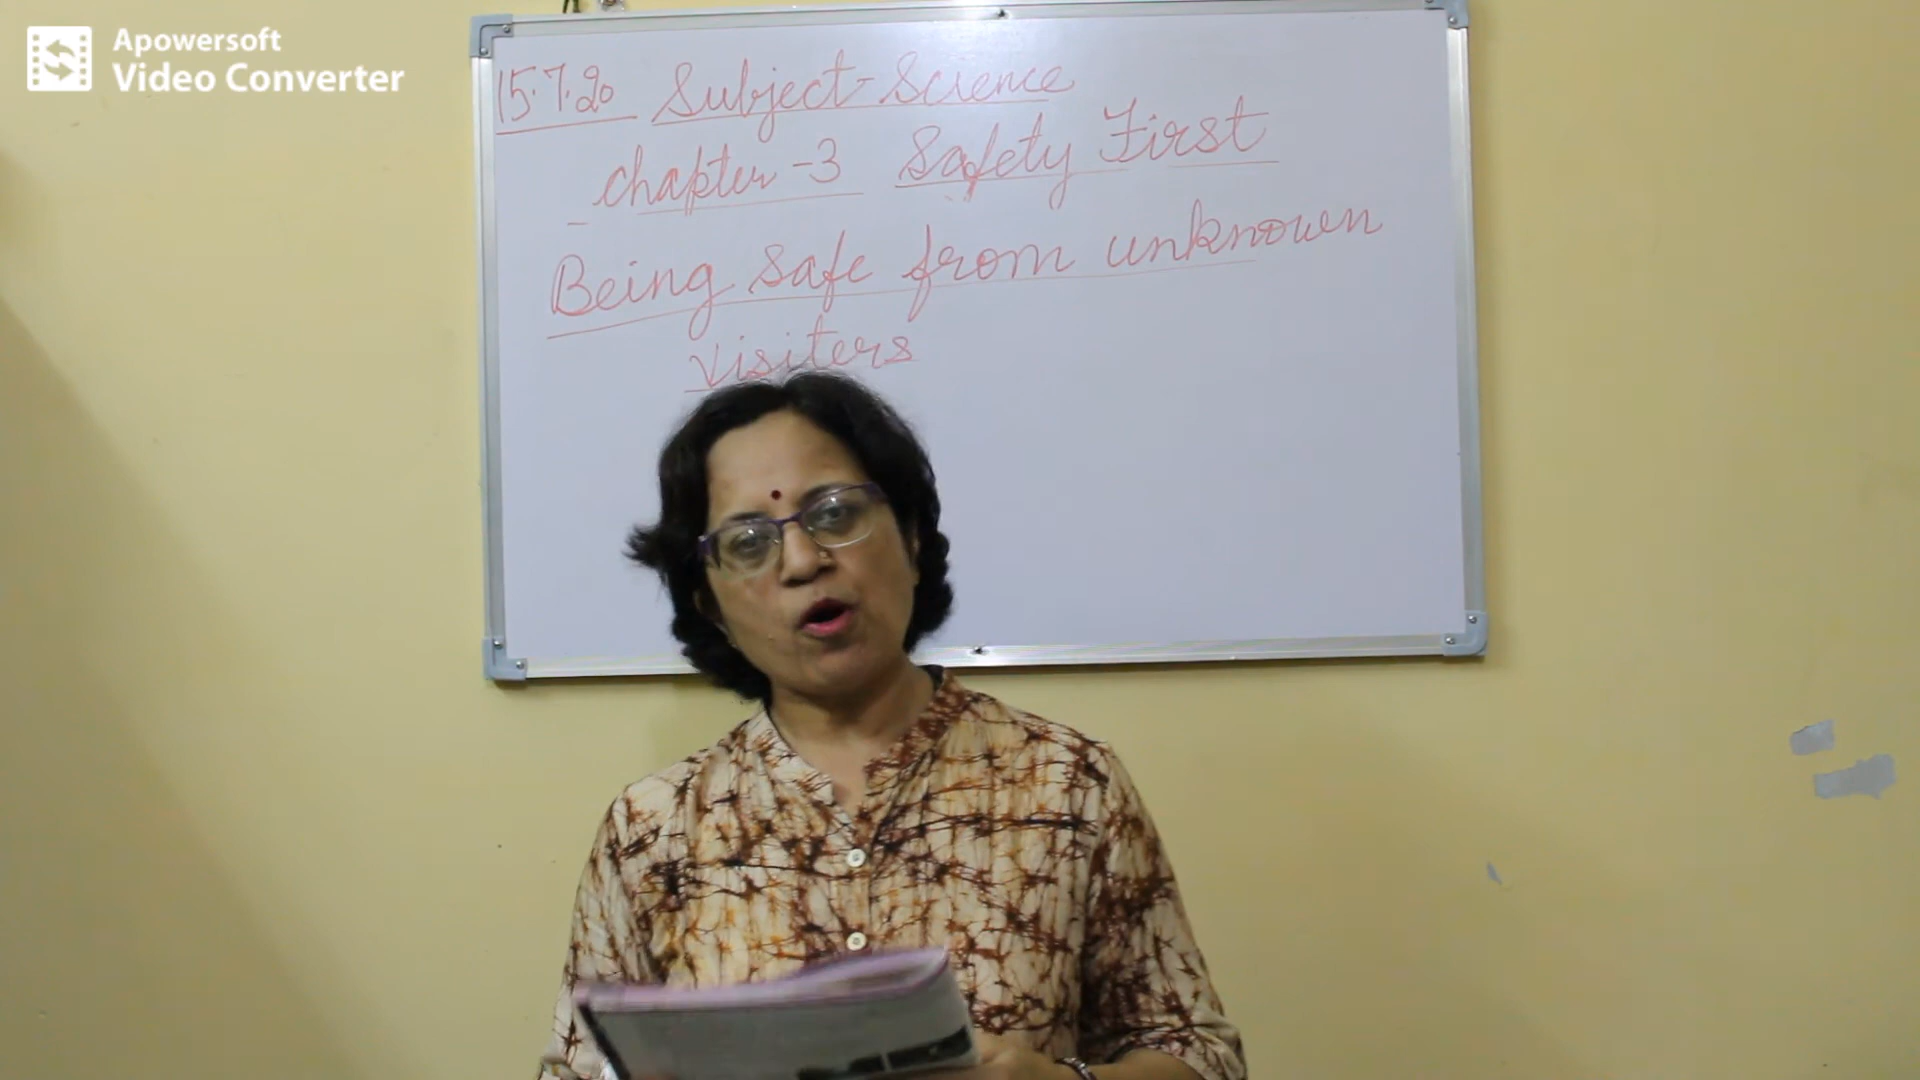 Apowersoft
Video Converter
15.7.20 Subject-Science
Chapter-3 Safety First
Being Safe from unknown
Visiters